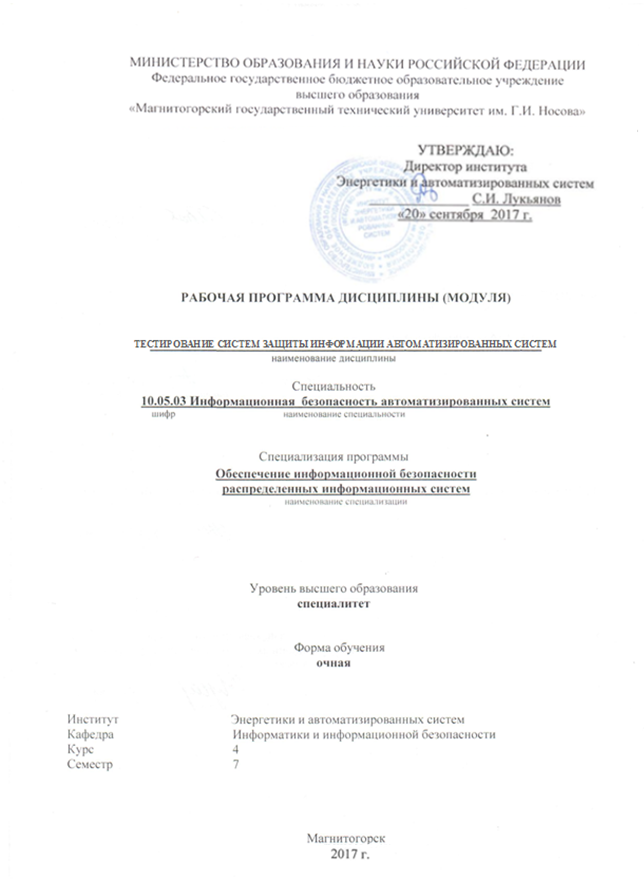 МИНИСТЕРСТВО ОБРАЗОВАНИЯ И НАУКИ РОССИЙСКОЙ ФЕДЕРАЦИИ
Федеральное государственное бюджетное образовательное учреждение
высшего образования
«Магнитогорский государственный технический университет им. Г.И. Носова»
УТВЕРЖДАЮ:
Директор института
Энергетики и автоматизированных систем
С.И. Лукьянов
«20» сентября 2017 г.
РАБОЧАЯ ПРОГРАММА ДИСЦИПЛИНЫ (МОДУЛЯ)
ТЕСТИРОВАНИЕ СИСТЕМ ЗАЩИТЫ ИНФОРМАЦИИ АВТОМАТИЗИРОВАННЫХ СИСТЕМ
наименование дисциплины
Специальность
10.05.03 Информационная безопасность автоматизированных систем
шифр наименование специальности
Специализация программы
Обеспечение информационной безопасности
распределенных информационных систем
наименование специализации
Уровень высшего образования
специалитет
Форма обучения
очная
Институт Энергетики и автоматизированных систем
Кафедра Информатики и информационной безопасности
Курс 4
Семестр 7
Магнитогорск
2017 г.